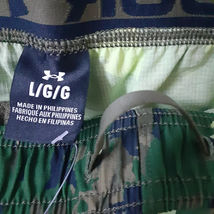 L/G/G
MADE IN PHILIPPINES
FABRIQUÉ AUX PHILIPPINES
HECHO EN FILIPINAS